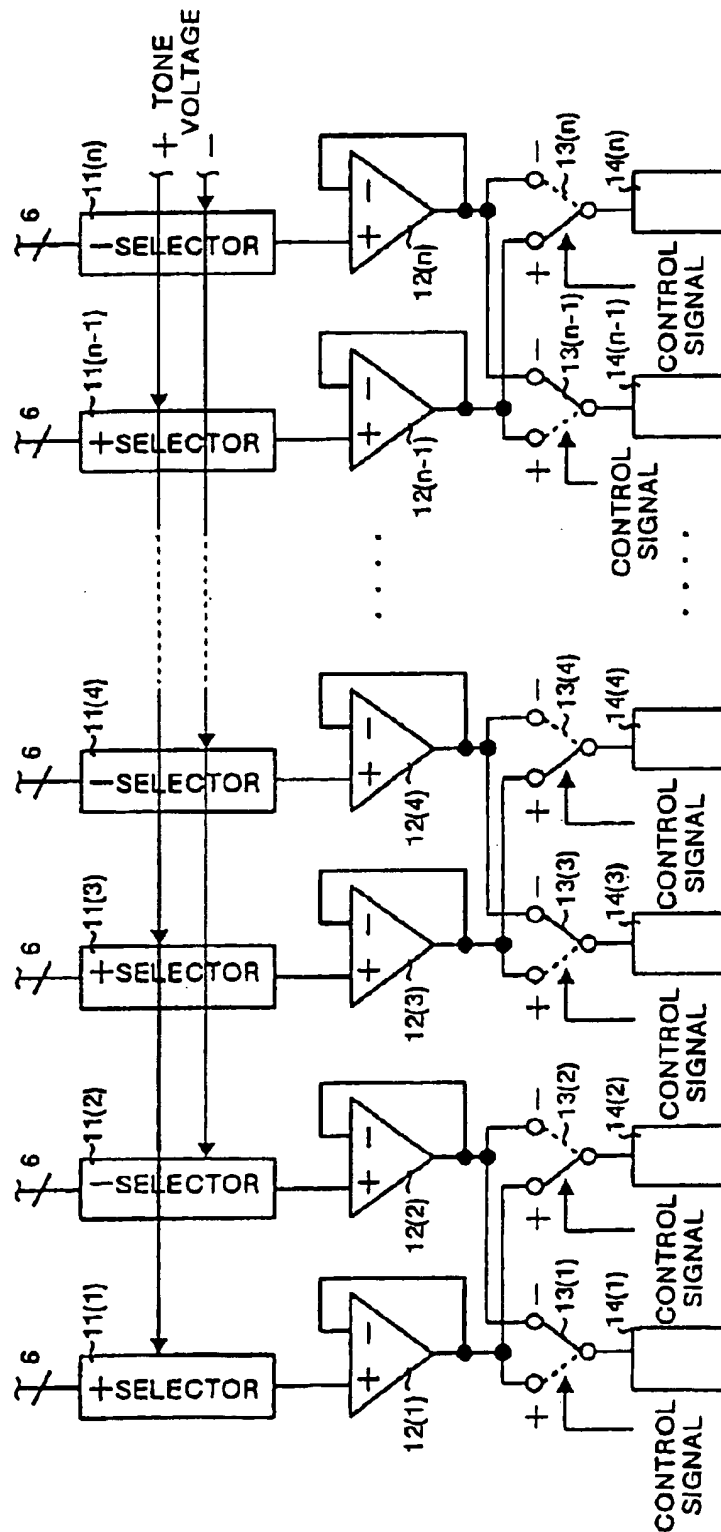 + TONE
VOLTAGE
−
6
6
6
6
6
6
11(1)
11(2)
11(3)
11(4)
11(n-1)
11(n)
+SELECTOR
−SELECTOR
+SELECTOR
−SELECTOR
+SELECTOR
−SELECTOR
+ −
+ −
+ −
+ −
+ −
+ −
12(1)
12(2)
12(3)
12(4)
12(n-1)
12(n)
. . . .
+ −
+ −
+ −
+ −
+ −
+ −
13(1)
13(2)
13(3)
13(4)
13(n-1)
13(n)
14(1)
14(2)
14(3)
14(4)
14(n-1)
14(n)
CONTROL
SIGNAL
CONTROL
SIGNAL
CONTROL
SIGNAL
CONTROL
SIGNAL
CONTROL
SIGNAL
CONTROL
SIGNAL
. . . .